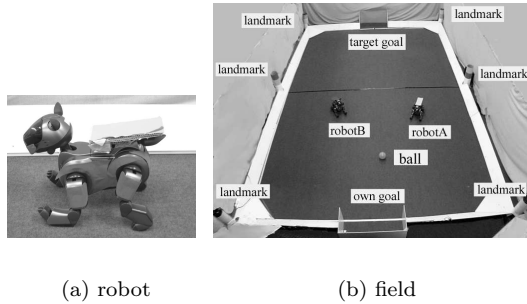 landmark
landmark
target goal
landmark
landmark
robotB
robotA
ball
landmark
own goal
landmark
(a) robot
(b) field